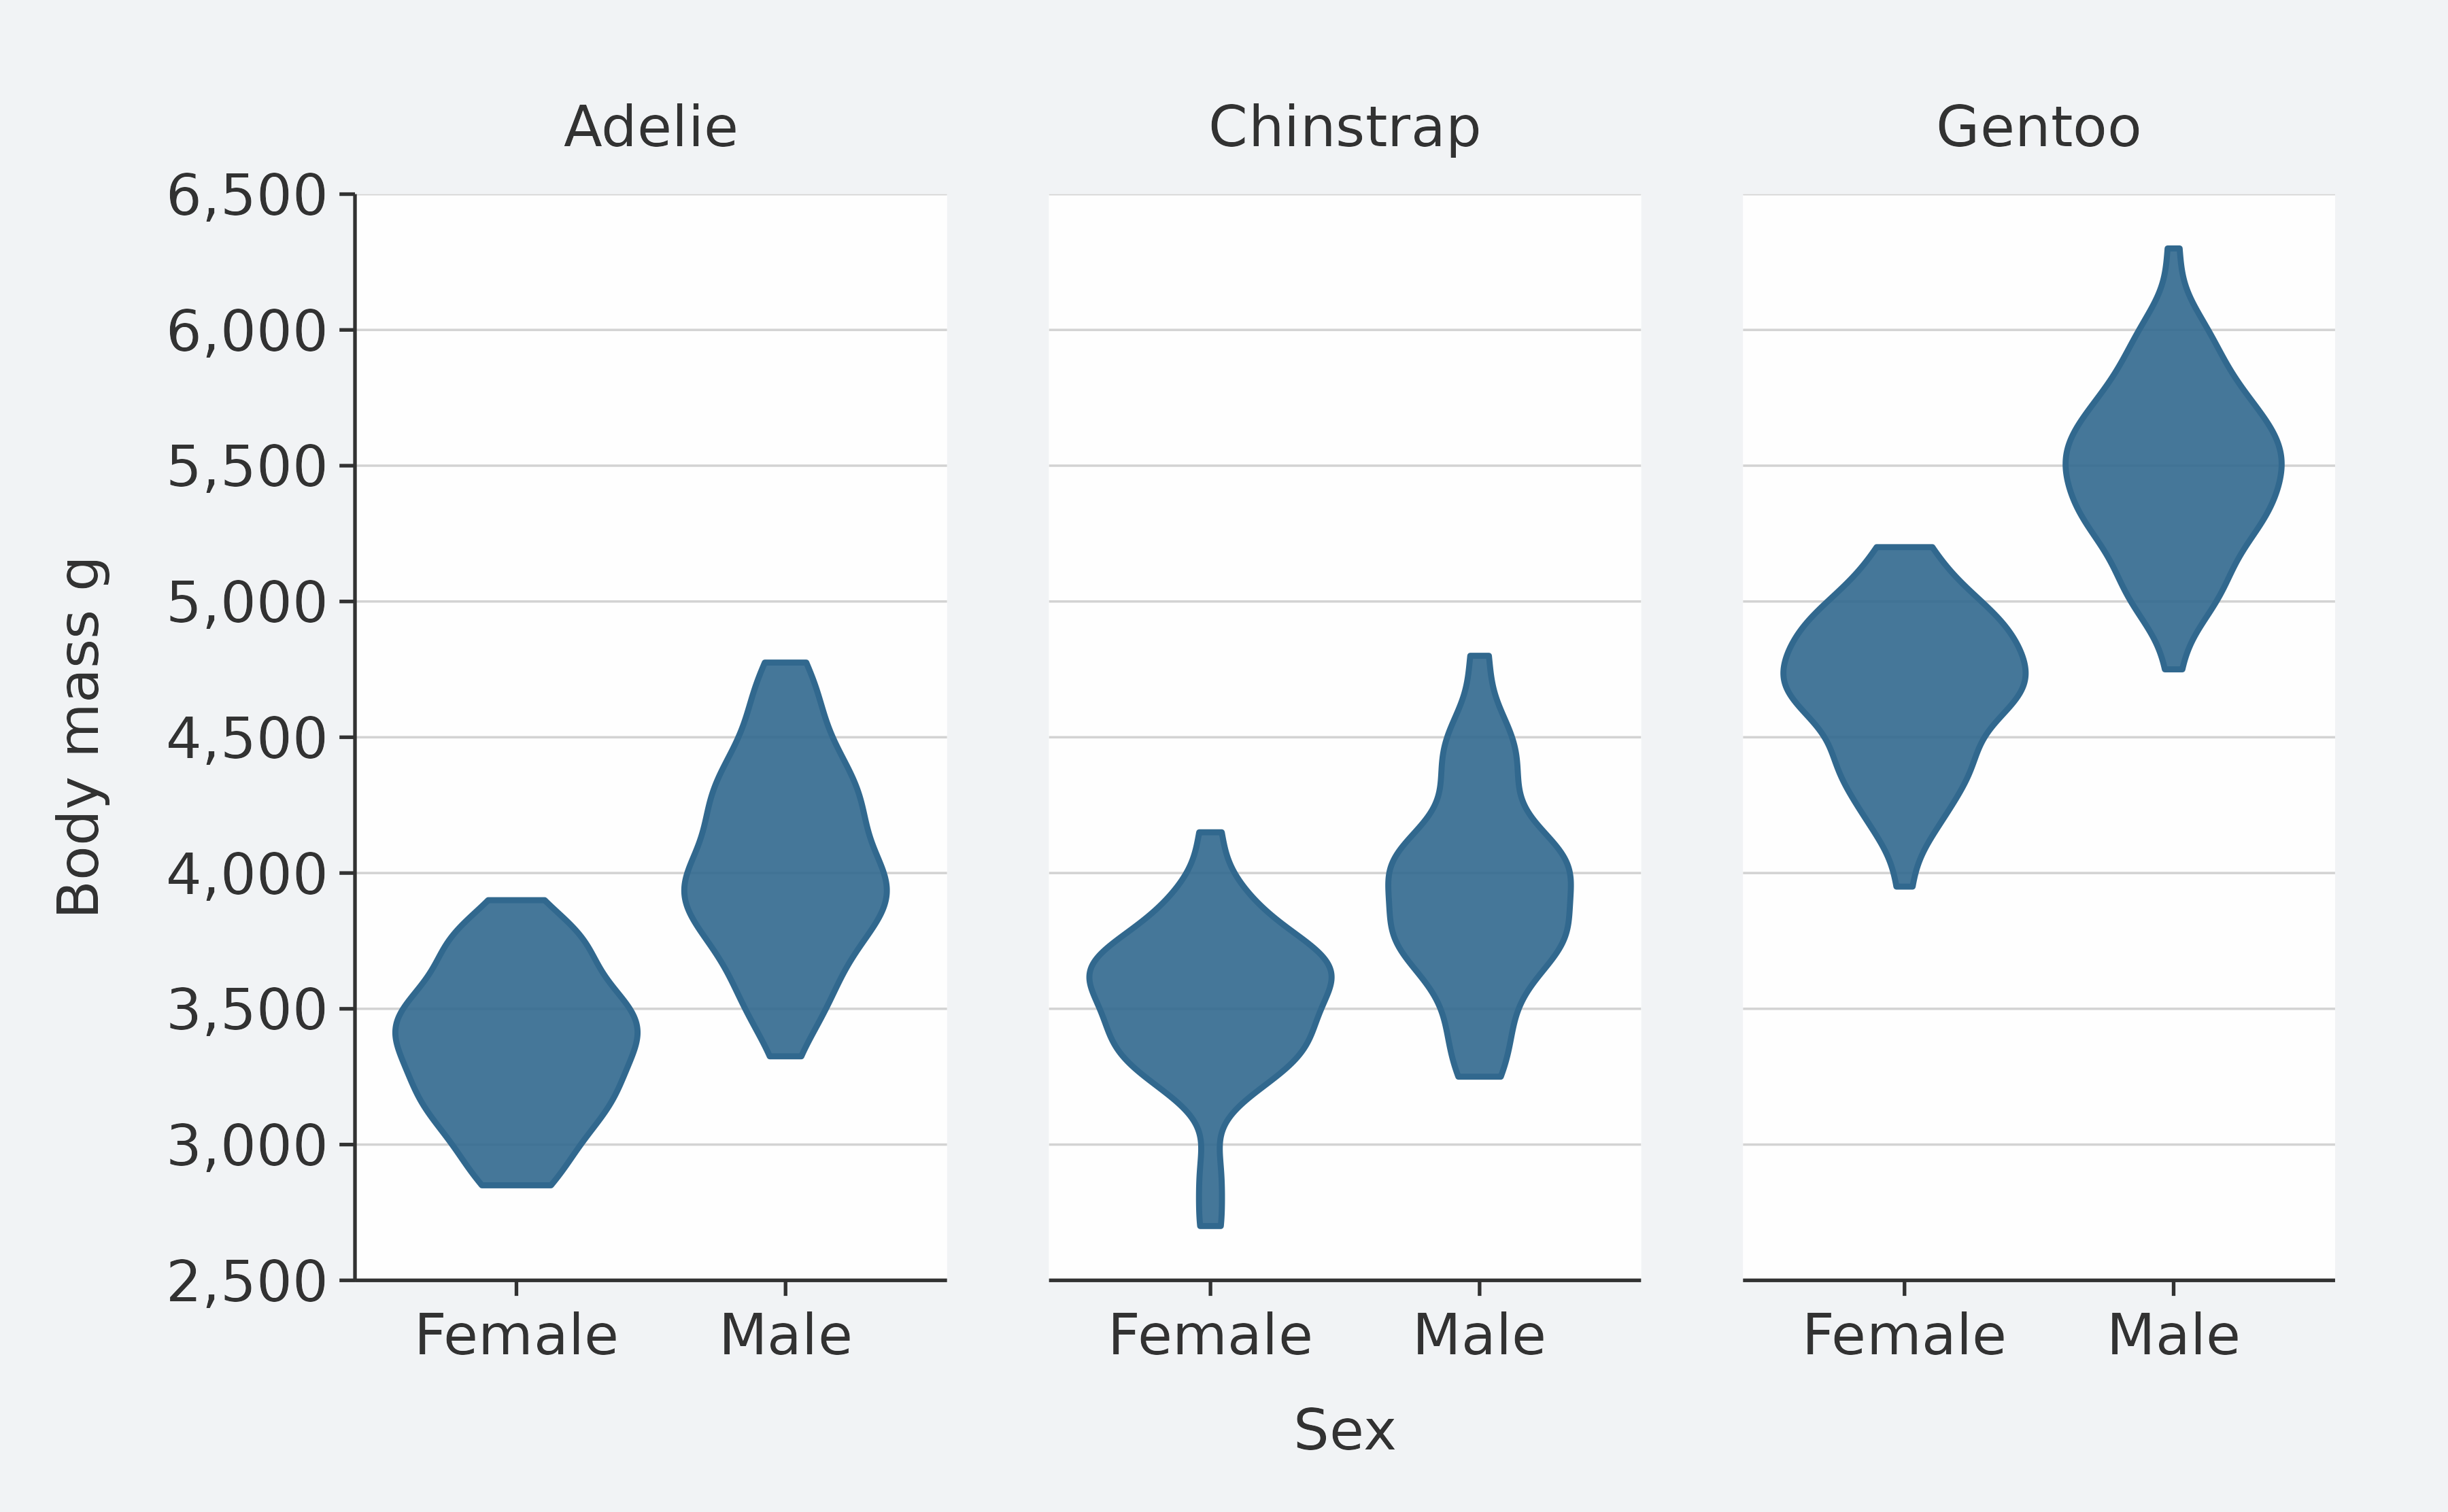 Adelie Chinstrap Gentoo
6,500
6,000
5,500
5,000
4,500
4,000
3,500
3,000
2,500
Body mass g
Female Male Female Male Female Male
Sex